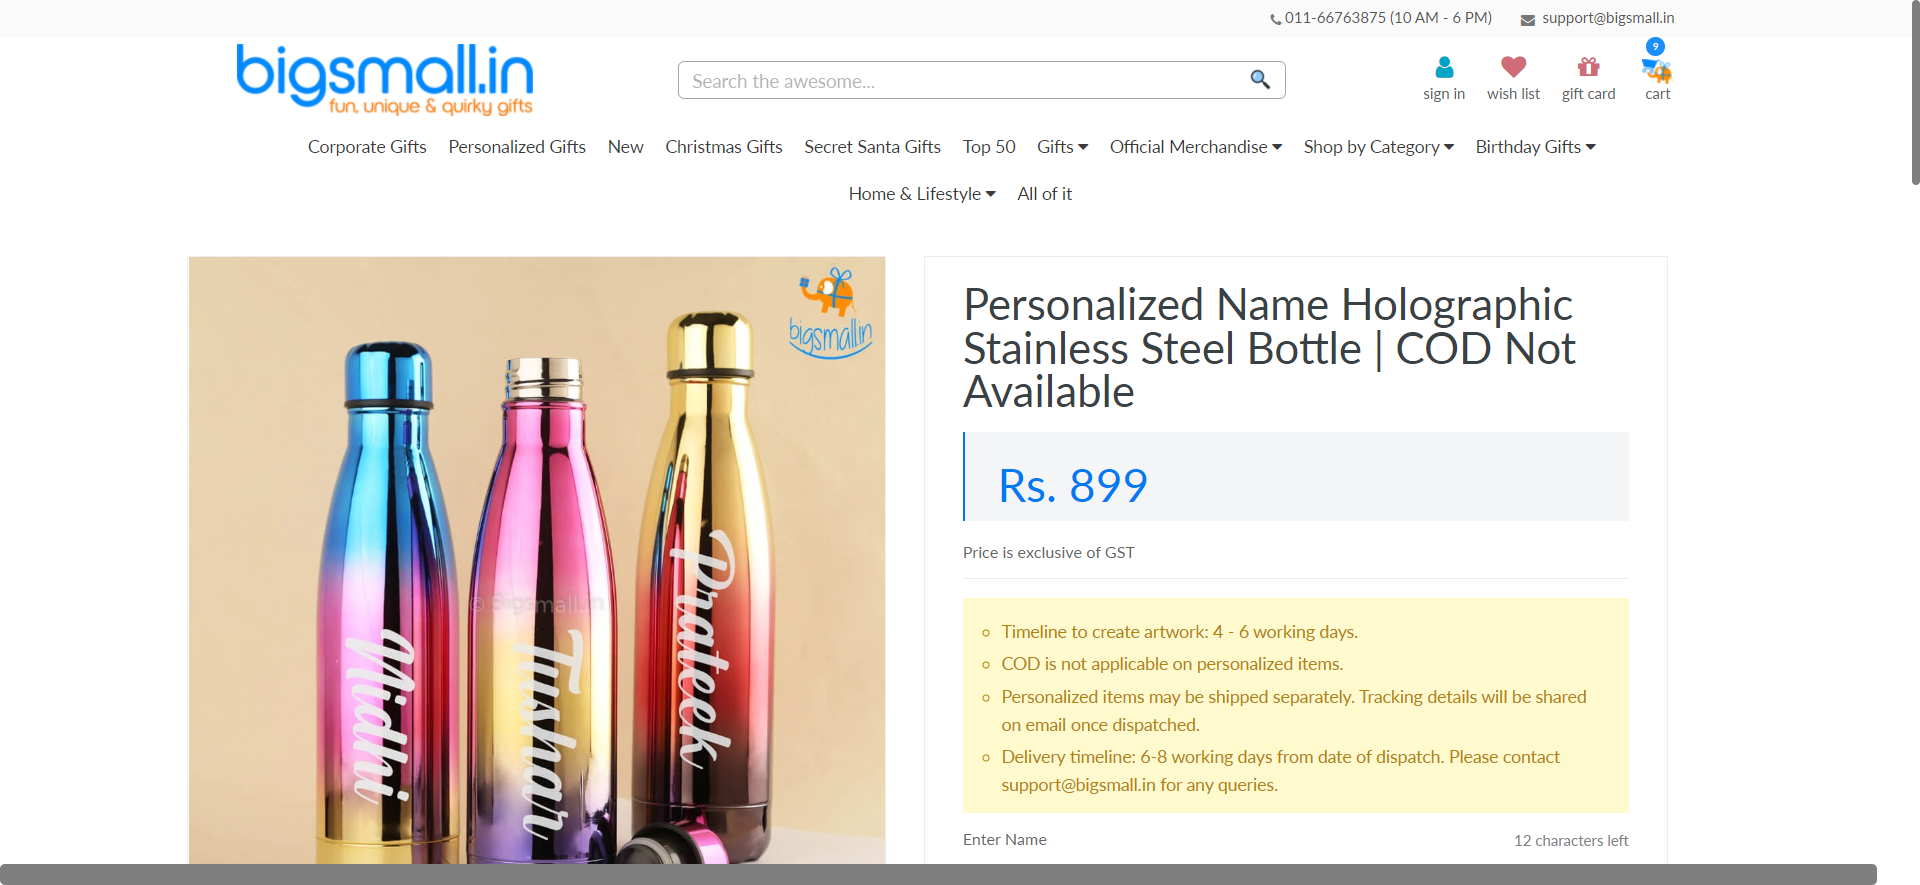 011-66763875 (10 AM - 6 PM) support@bigsmall.in
bigsmall.in
fun, unique & quirky gifts
Search the awesome...
9
sign in wish list gift card cart
Corporate Gifts Personalized Gifts New Christmas Gifts Secret Santa Gifts Top 50 Gifts Official Merchandise Shop by Category Birthday Gifts
Home & Lifestyle All of it
bigsmall.in
© Bigsmall.in
Nidhi
Tushar
Prateek
Personalized Name Holographic
Stainless Steel Bottle | COD Not
Available
Rs. 899
Price is exclusive of GST
Timeline to create artwork: 4 - 6 working days.
COD is not applicable on personalized items.
Personalized items may be shipped separately. Tracking details will be shared
on email once dispatched.
Delivery timeline: 6-8 working days from date of dispatch. Please contact
support@bigsmall.in for any queries.
Enter Name 12 characters left